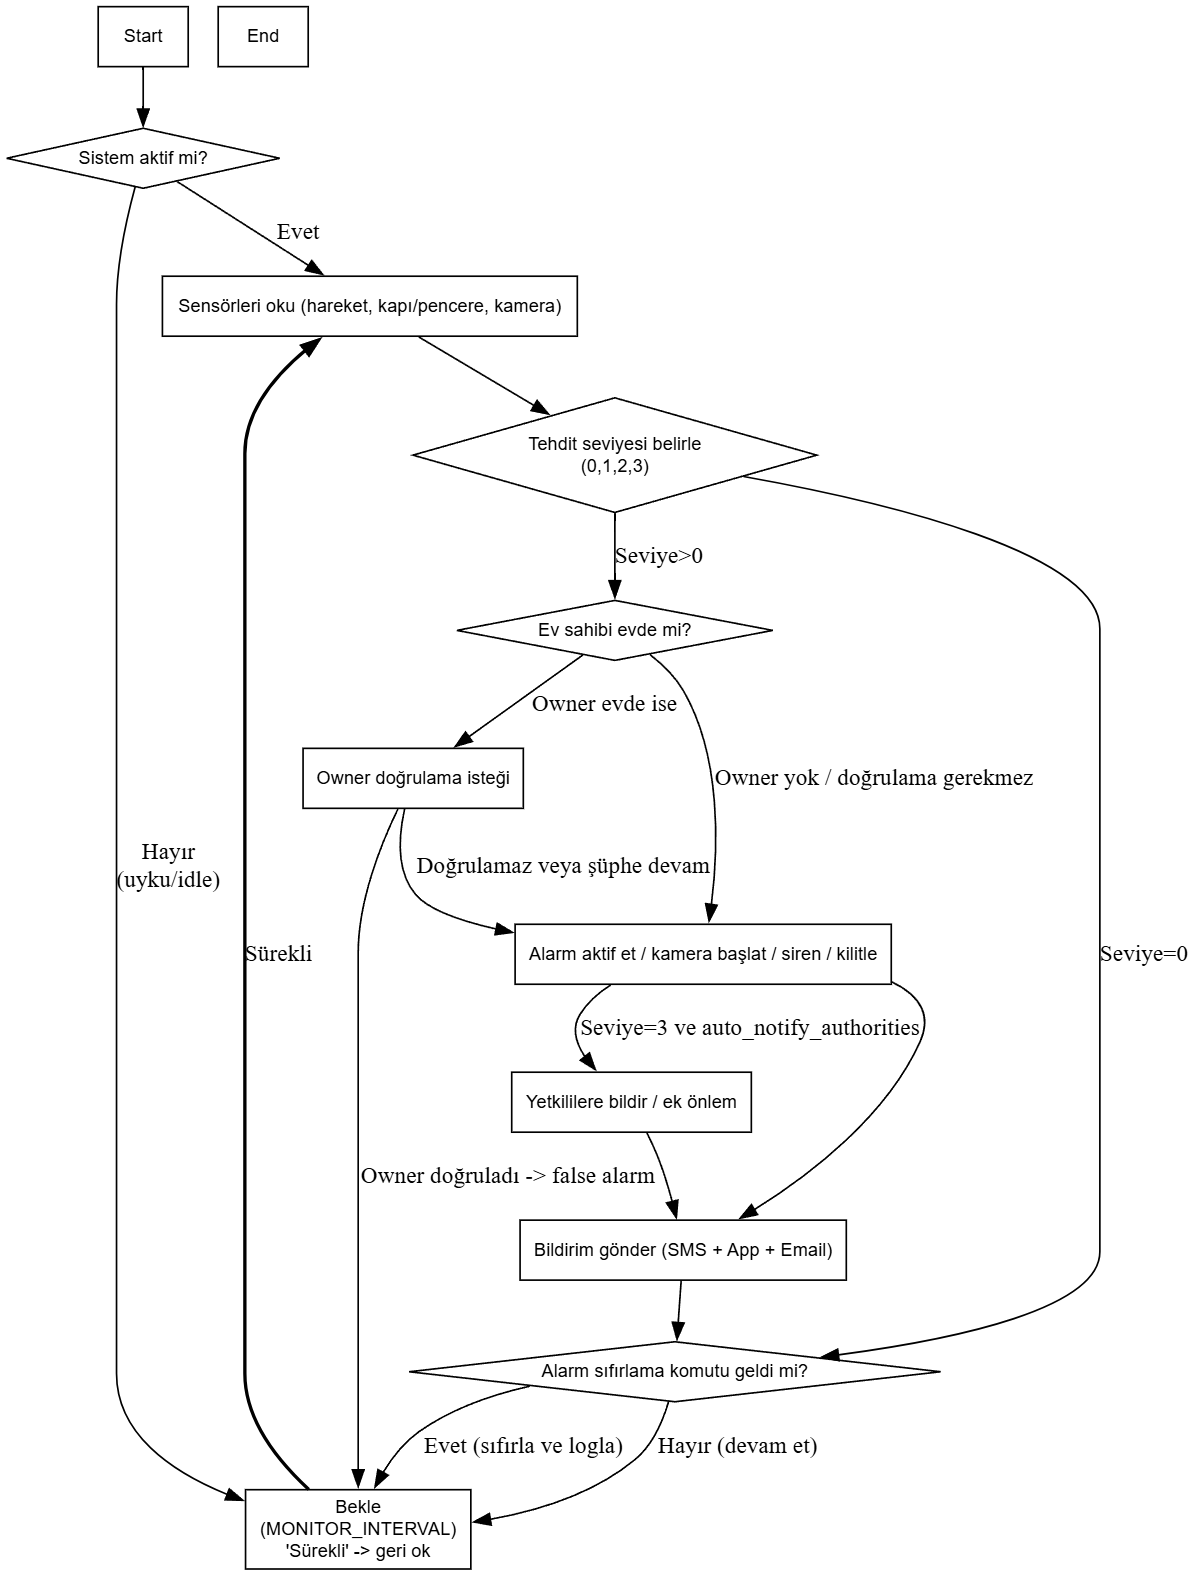 Start
End
Sistem aktif mi?
Evet
Sensörleri oku (hareket, kapı/pencere, kamera)
Tehdit seviyesi belirle
(0,1,2,3)
Seviye>0
Ev sahibi evde mi?
Owner evde ise
Owner doğrulama isteği
Owner yok / doğrulama gerekmez
Hayır
(uyku/idle)
Doğrulamaz veya şüphe devam
Sürekli
Alarm aktif et / kamera başlat / siren / kilitle
Seviye=0
Seviye=3 ve auto_notify_authorities
Yetkililere bildir / ek önlem
Owner doğruladı -> false alarm
Bildirim gönder (SMS + App + Email)
Alarm sıfırlama komutu geldi mi?
Evet (sıfırla ve logla)
Hayır (devam et)
Bekle
(MONITOR_INTERVAL)
'Sürekli' -> geri ok